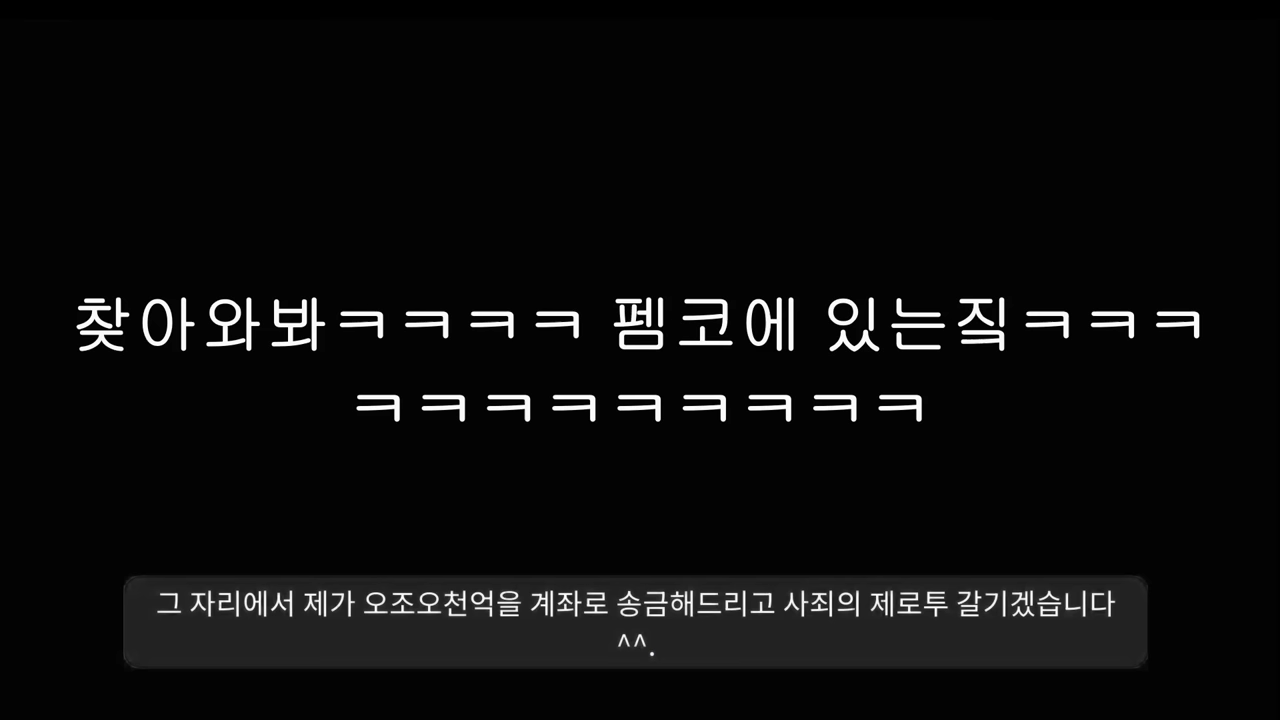 찾아와봐ㅋㅋㅋㅋ 펨코에 있는짘ㅋㅋㅋ
ㅋㅋㅋㅋㅋㅋㅋㅋㅋ
그 자리에서 제가 오조오천억을 계좌로 송금해드리고 사죄의 제로투 갈기겠습니다
^^.